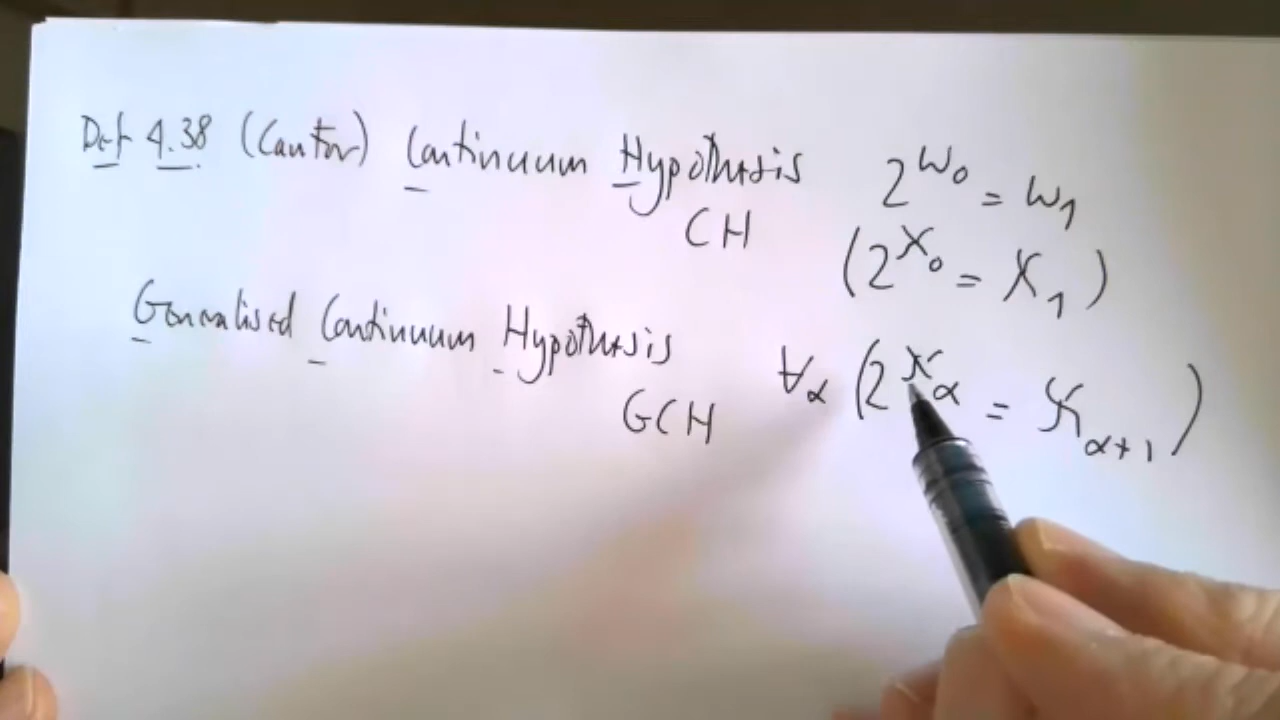 Def 4.38 (Cantor) Continuum Hypothesis 2^ω₀ = ω₁
CH (2^ℵ₀ = ℵ₁)
Generalised Continuum Hypothesis ∀α (2^ℵα = ℵα+1)
GCH